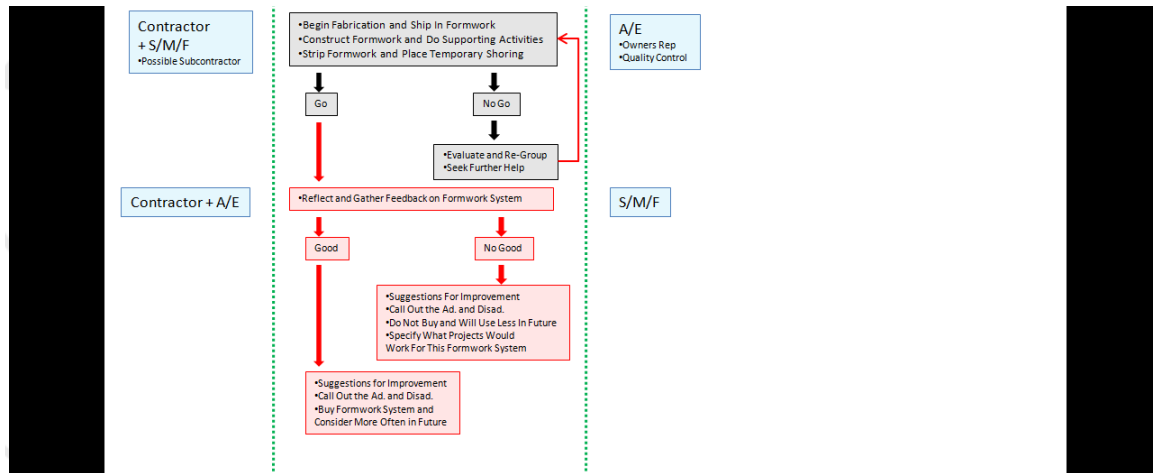 Contractor
+ S/M/F
•Possible Subcontractor
•Begin Fabrication and Ship In Formwork
•Construct Formwork and Do Supporting Activities
•Strip Formwork and Place Temporary Shoring
A/E
•Owners Rep
•Quality Control
Go
No Go
•Evaluate and Re-Group
•Seek Further Help
Contractor + A/E
•Reflect and Gather Feedback on Formwork System
S/M/F
Good
No Good
•Suggestions For Improvement
•Call Out the Ad. and Disad.
•Do Not Buy and Will Use Less In Future
•Specify What Projects Would
Work For This Formwork System
•Suggestions for Improvement
•Call Out the Ad. and Disad.
•Buy Formwork System and
Consider More Often in Future